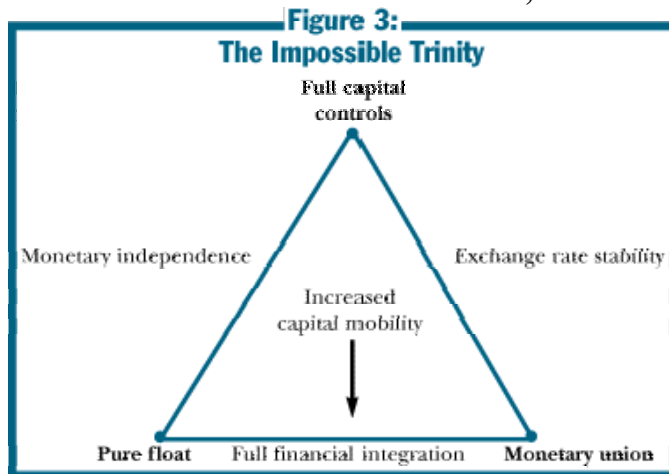 Figure 3:
The Impossible Trinity
Full capital
controls
Monetary independence
Exchange rate stability
Increased
capital mobility
Pure float
Full financial integration
Monetary union